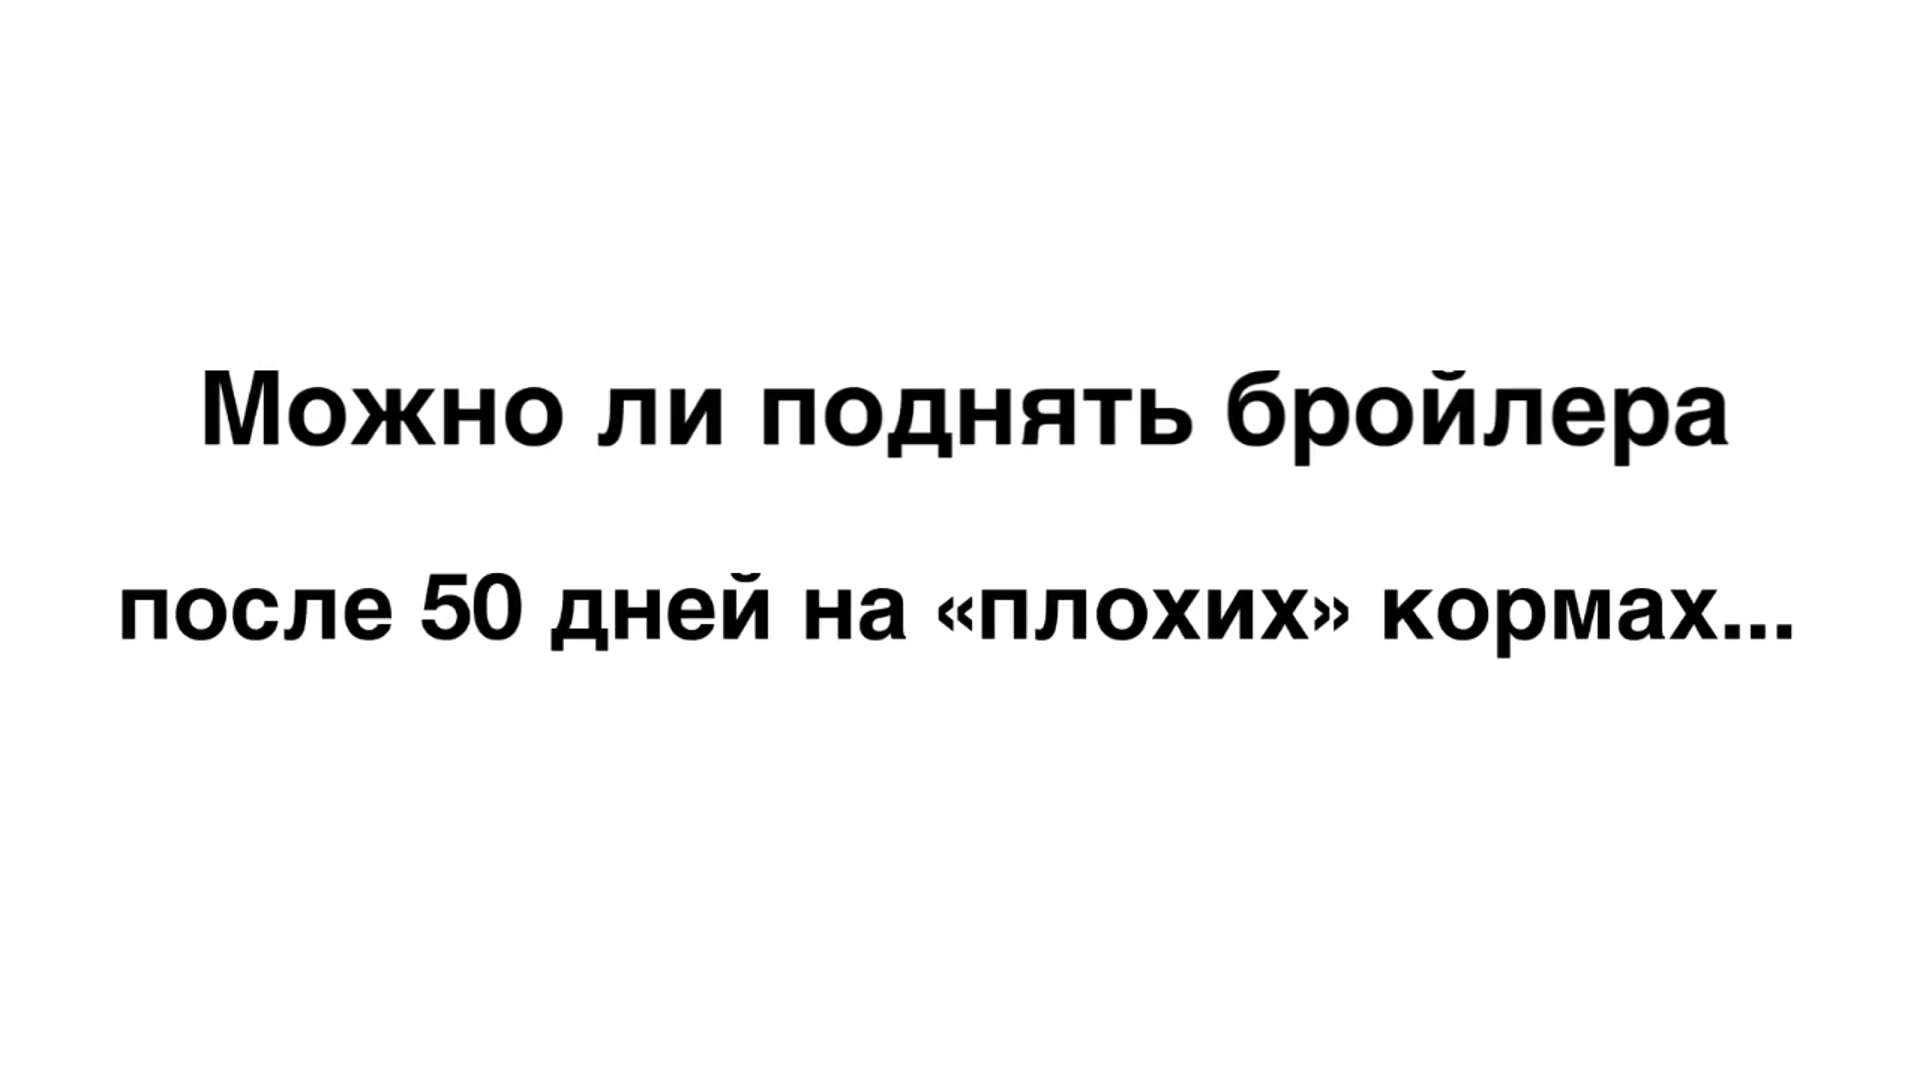 Можно ли поднять бройлера
после 50 дней на «плохих» кормах...